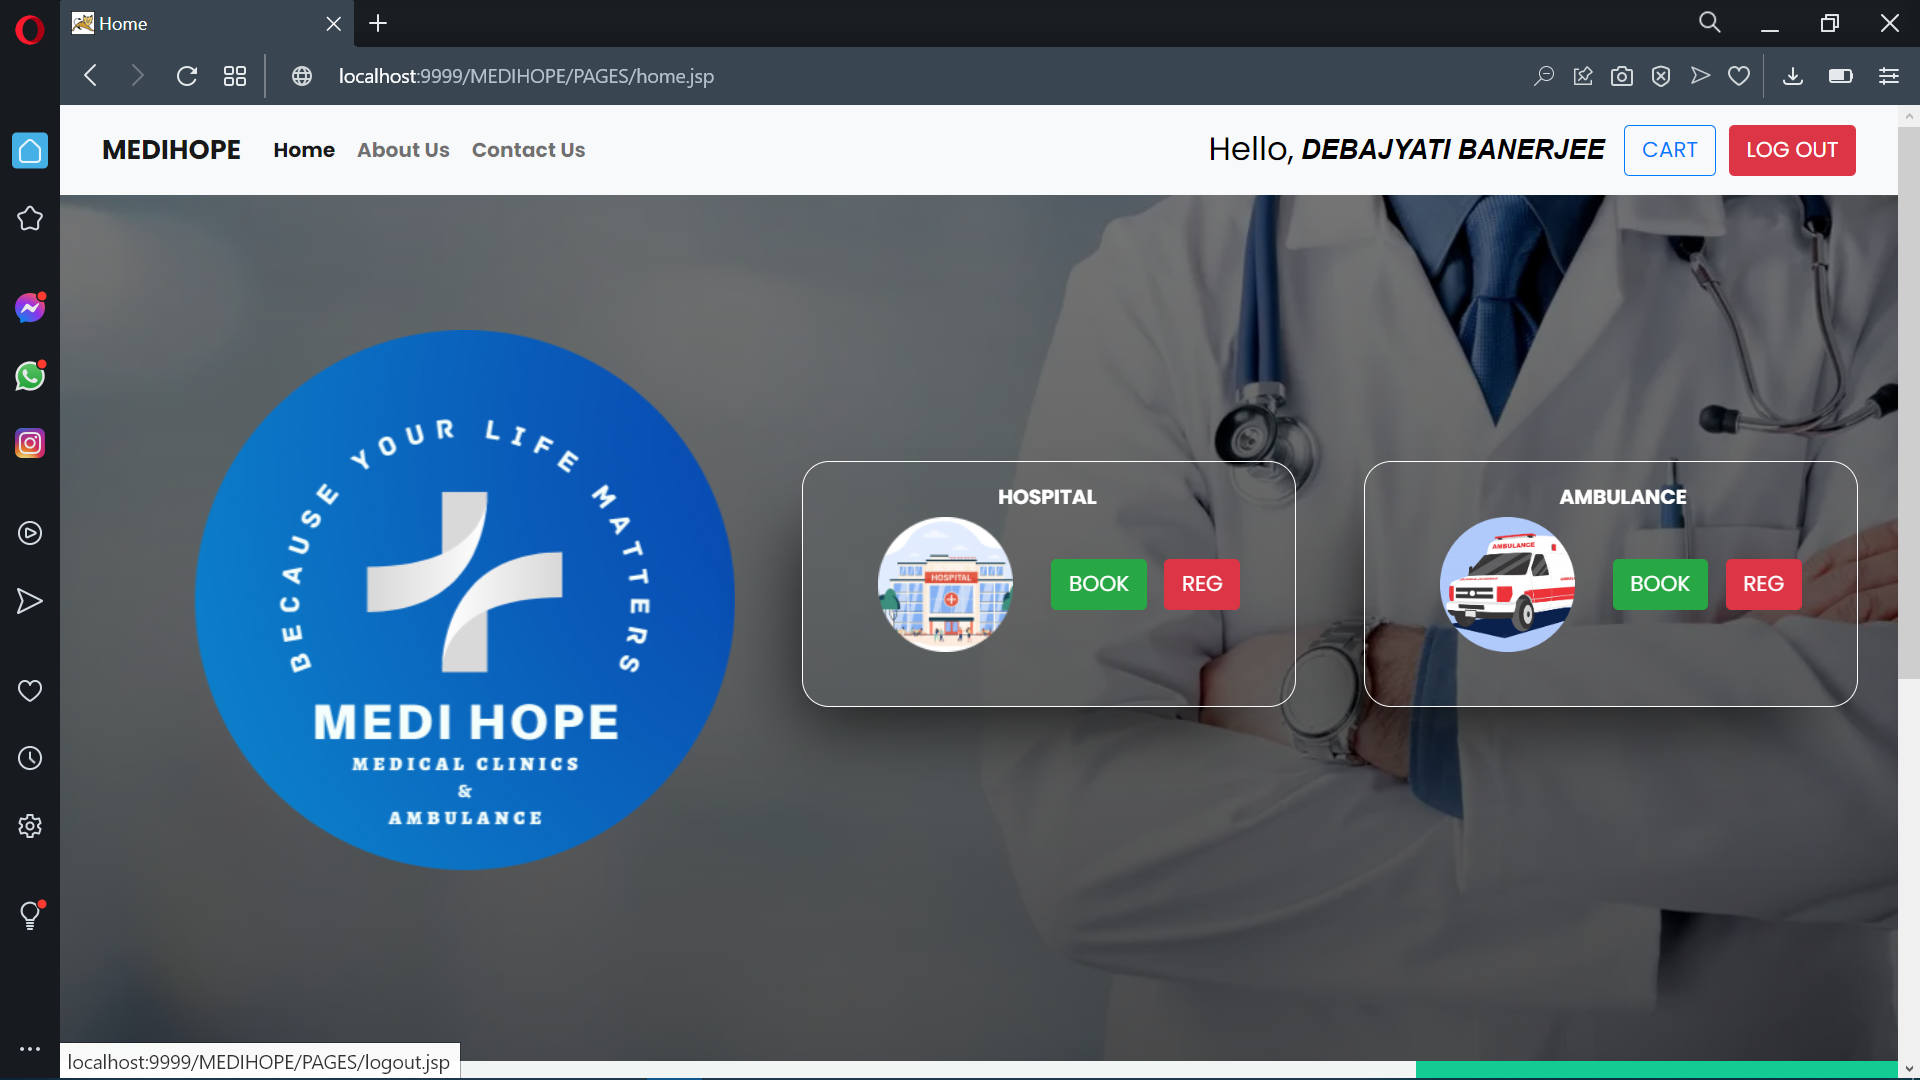 Home
localhost:9999/MEDIHOPE/PAGES/home.jsp
MEDIHOPE Home About Us Contact Us Hello, DEBAJYATI BANERJEE CART LOG OUT
BECAUSE YOUR LIFE MATTERS
MEDI HOPE
MEDICAL CLINICS
&
AMBULANCE
HOSPITAL
HOSPITAL
BOOK REG
AMBULANCE
AMBULANCE
BOOK REG
localhost:9999/MEDIHOPE/PAGES/logout.jsp